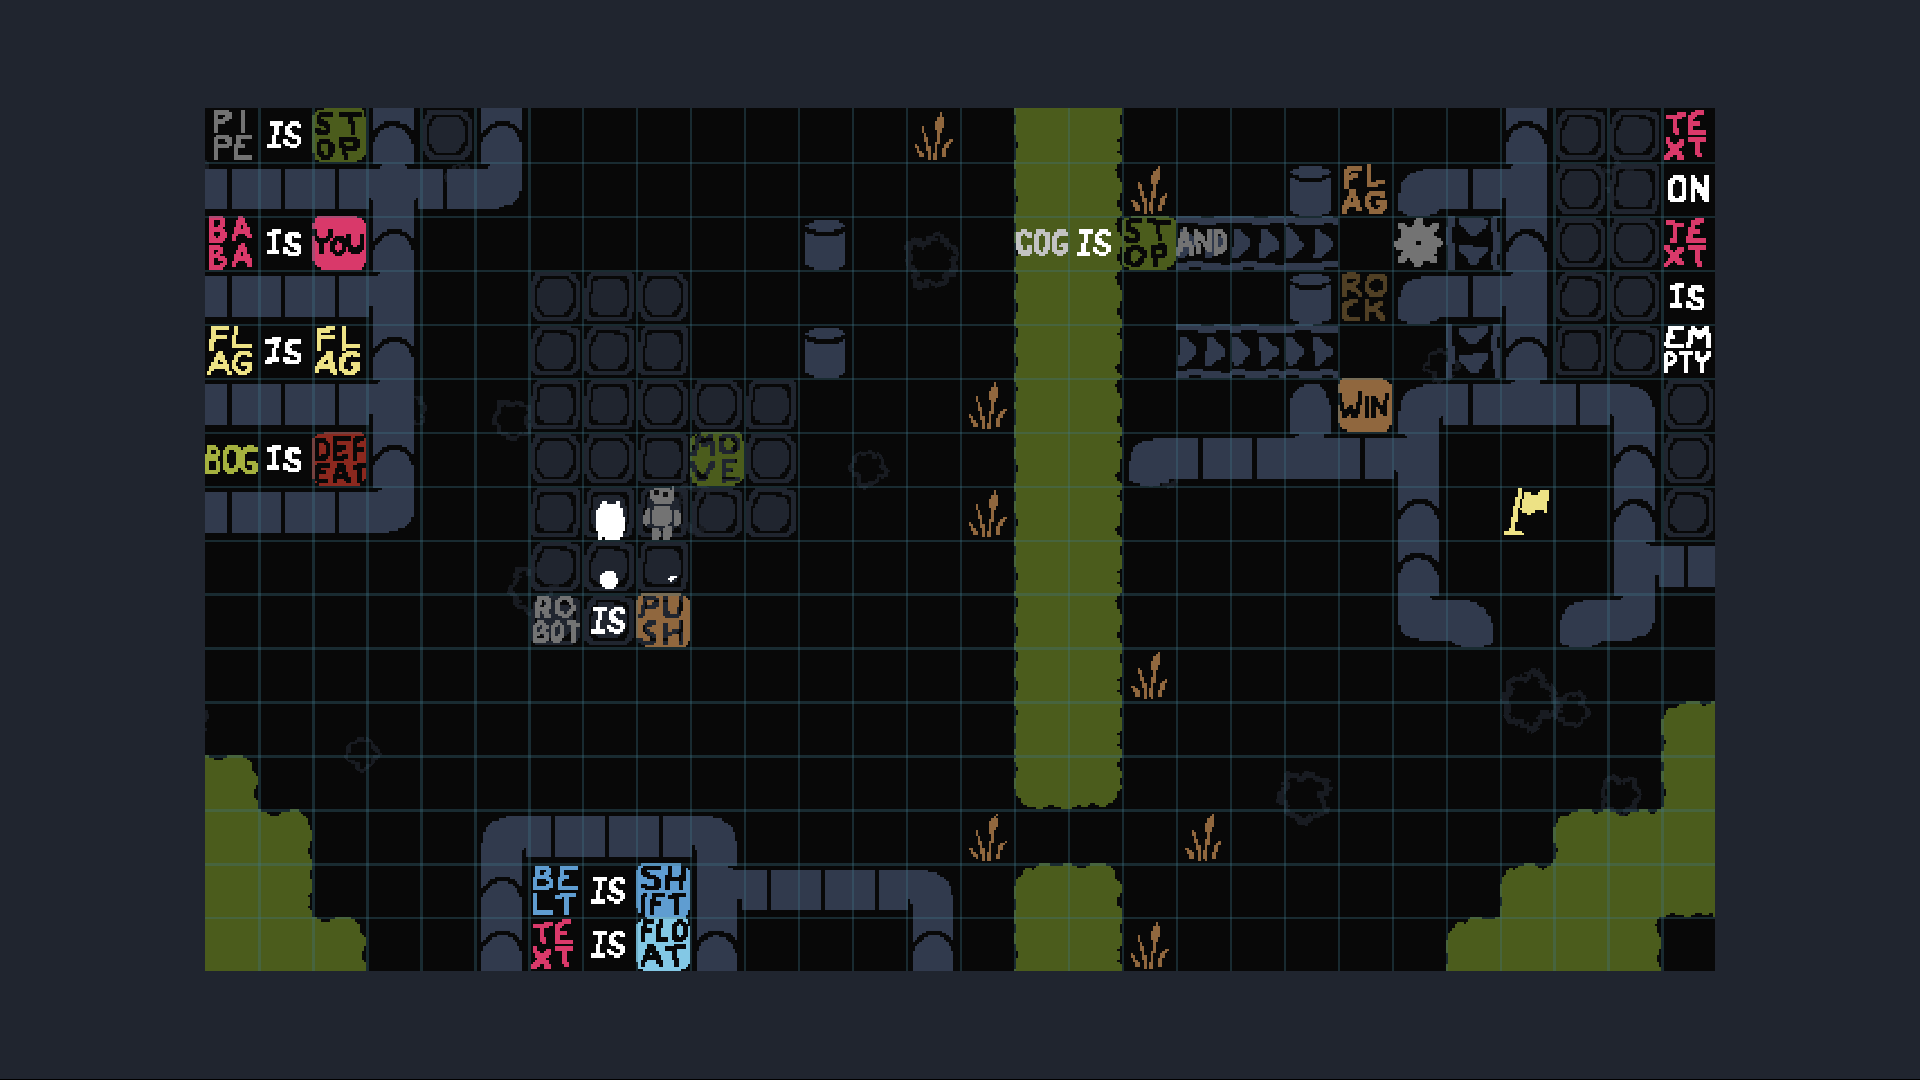 PIPE IS STOP
TEXT
FLAG
ON
BABA IS YOU
COG IS STOP AND
TEXT
ROCK
IS
FLAG IS FLAG
EMPTY
WIN
BOG IS DEFEAT
MOVE
ROBOT IS PUSH
BELT IS SHIFT
TEXT IS FLOAT